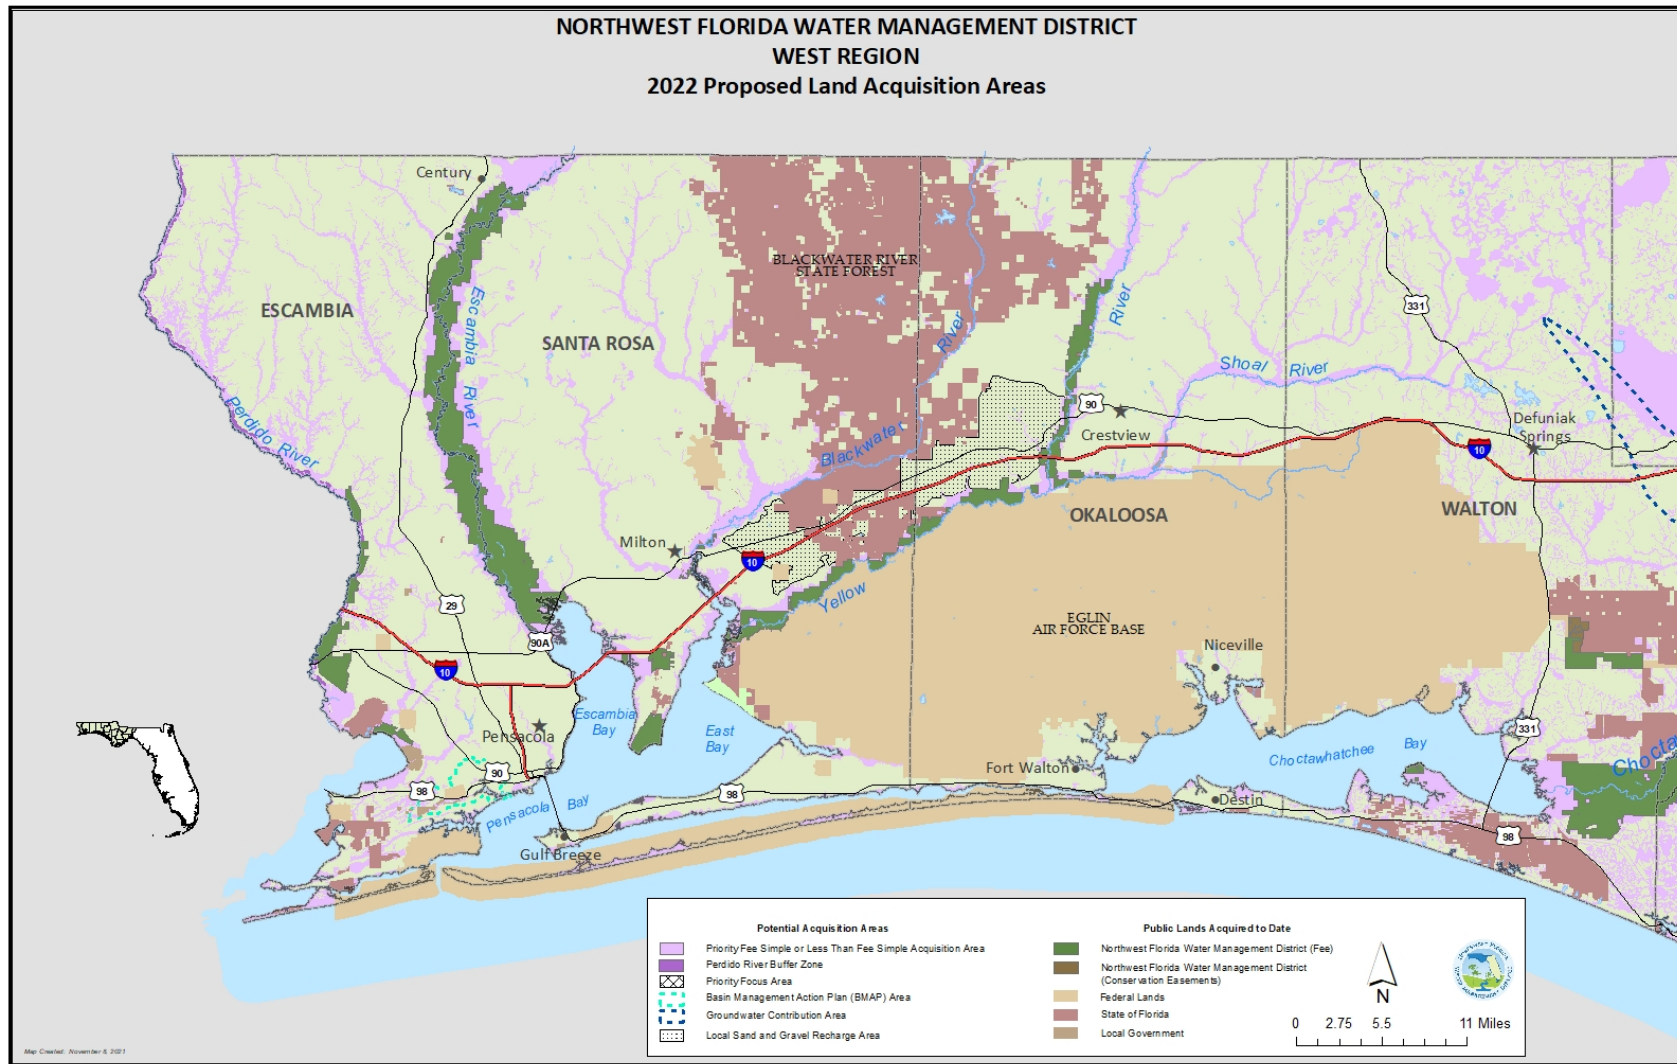 NORTHWEST FLORIDA WATER MANAGEMENT DISTRICT
WEST REGION
2022 Proposed Land Acquisition Areas
Century
BLACKWATER RIVER
STATE FOREST
ESCAMBIA
Escambia River
SANTA ROSA
River
River
331
Shoal River
Perdido River
90
Crestview
Defuniak
Springs
Blackwater
10
OKALOOSA
WALTON
Milton
10
Yellow
29
90A
EGLIN
AIR FORCE BASE
Niceville
10
Escambia
Bay
East
Bay
Pensacola
331
Choctawhatchee Bay
Choctaw
Fort Walton
90
98
98
Destin
Pensacola Bay
98
Gulf Breeze
Potential Acquisition Areas
Priority Fee Simple or Less Than Fee Simple Acquisition Area
Perdido River Buffer Zone
Priority Focus Area
Basin Management Action Plan (BMAP) Area
Groundwater Contribution Area
Local Sand and Gravel Recharge Area
Public Lands Acquired to Date
Northwest Florida Water Management District (Fee)
Northwest Florida Water Management District
(Conservation Easements)
Federal Lands
State of Florida
Local Government
N
0 2.75 5.5 11 Miles
Map Created: November 8, 2021